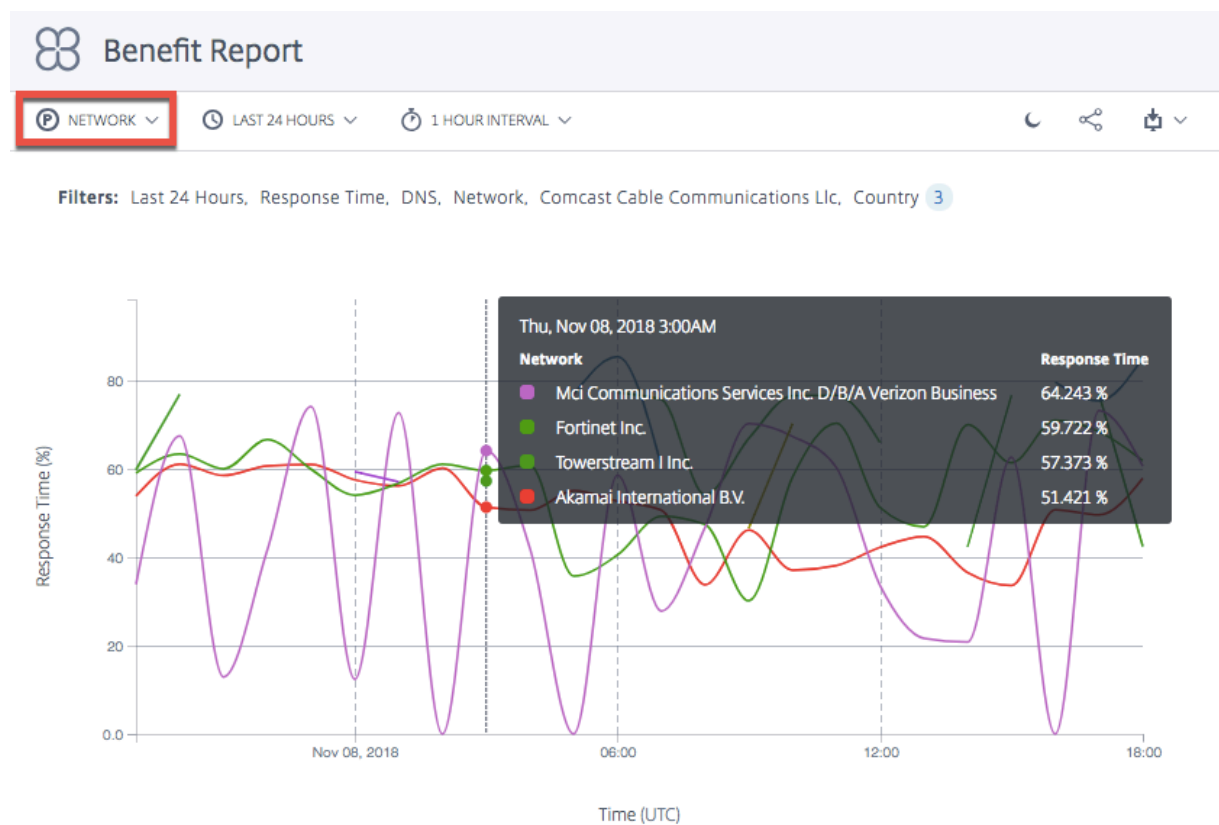 Benefit Report
P NETWORK LAST 24 HOURS 1 HOUR INTERVAL
Filters: Last 24 Hours, Response Time, DNS, Network, Comcast Cable Communications Llc, Country 3
Thu, Nov 08, 2018 3:00AM
Network Response Time
Mci Communications Services Inc. D/B/A Verizon Business 64.243 %
Fortinet Inc. 59.722 %
Towerstream I Inc. 57.373 %
Akamai International B.V. 51.421 %
Response Time (%)
80
60
40
20
0.0
Nov 08, 2018 06:00 12:00 18:00
Time (UTC)